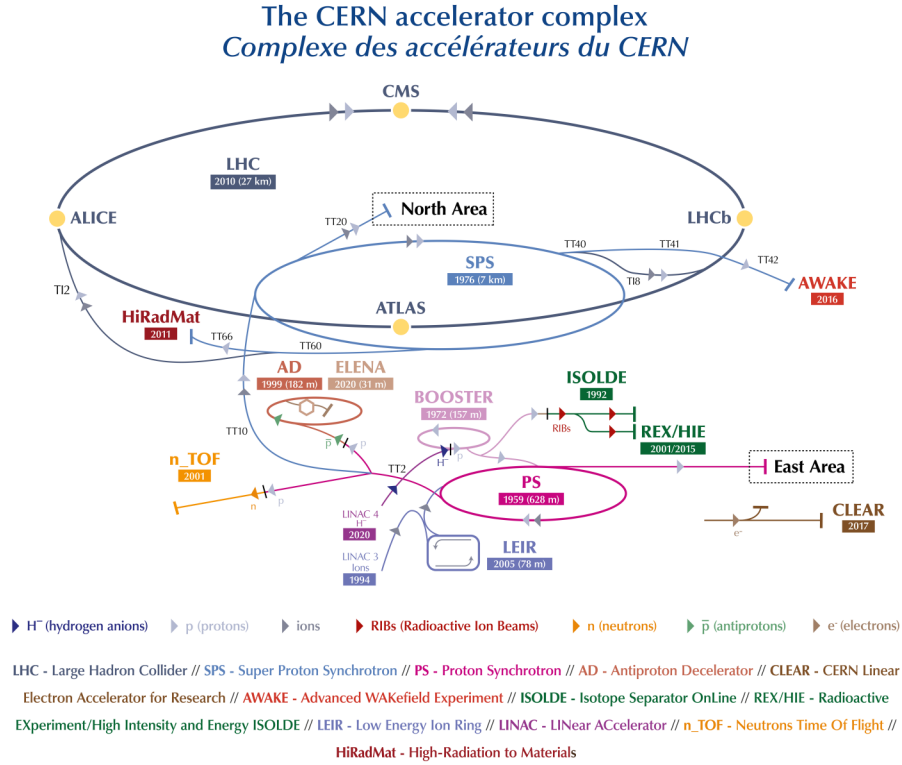 The CERN accelerator complex
Complexe des accélérateurs du CERN
CMS
LHC
2010 (27 km)
North Area
TT20
ALICE
LHCb
TT40
TT41
TT42
SPS
1976 (7 km)
TI8
TI2
AWAKE
2016
ATLAS
HiRadMat
2011
TT66
TT60
AD
1999 (182 m)
ELENA
2020 (31 m)
ISOLDE
1992
BOOSTER
1972 (157 m)
RIBs
REX/HIE
2001/2015
TT10
p̅
p
H⁻
p
East Area
n_TOF
2001
TT2
PS
1959 (628 m)
n
p
LINAC 4
H⁻
2020
CLEAR
2017
e⁻
LINAC 3
Ions
1994
LEIR
2005 (78 m)
H⁻ (hydrogen anions)
p (protons)
ions
RIBs (Radioactive Ion Beams)
n (neutrons)
p̅ (antiprotons)
e⁻ (electrons)
LHC - Large Hadron Collider // SPS - Super Proton Synchrotron // PS - Proton Synchrotron // AD - Antiproton Decelerator // CLEAR - CERN Linear
Electron Accelerator for Research // AWAKE - Advanced WAKefield Experiment // ISOLDE - Isotope Separator OnLine // REX/HIE - Radioactive
EXperiment/High Intensity and Energy ISOLDE // LEIR - Low Energy Ion Ring // LINAC - LINear ACcelerator // n_TOF - Neutrons Time Of Flight //
HiRadMat - High-Radiation to Materials